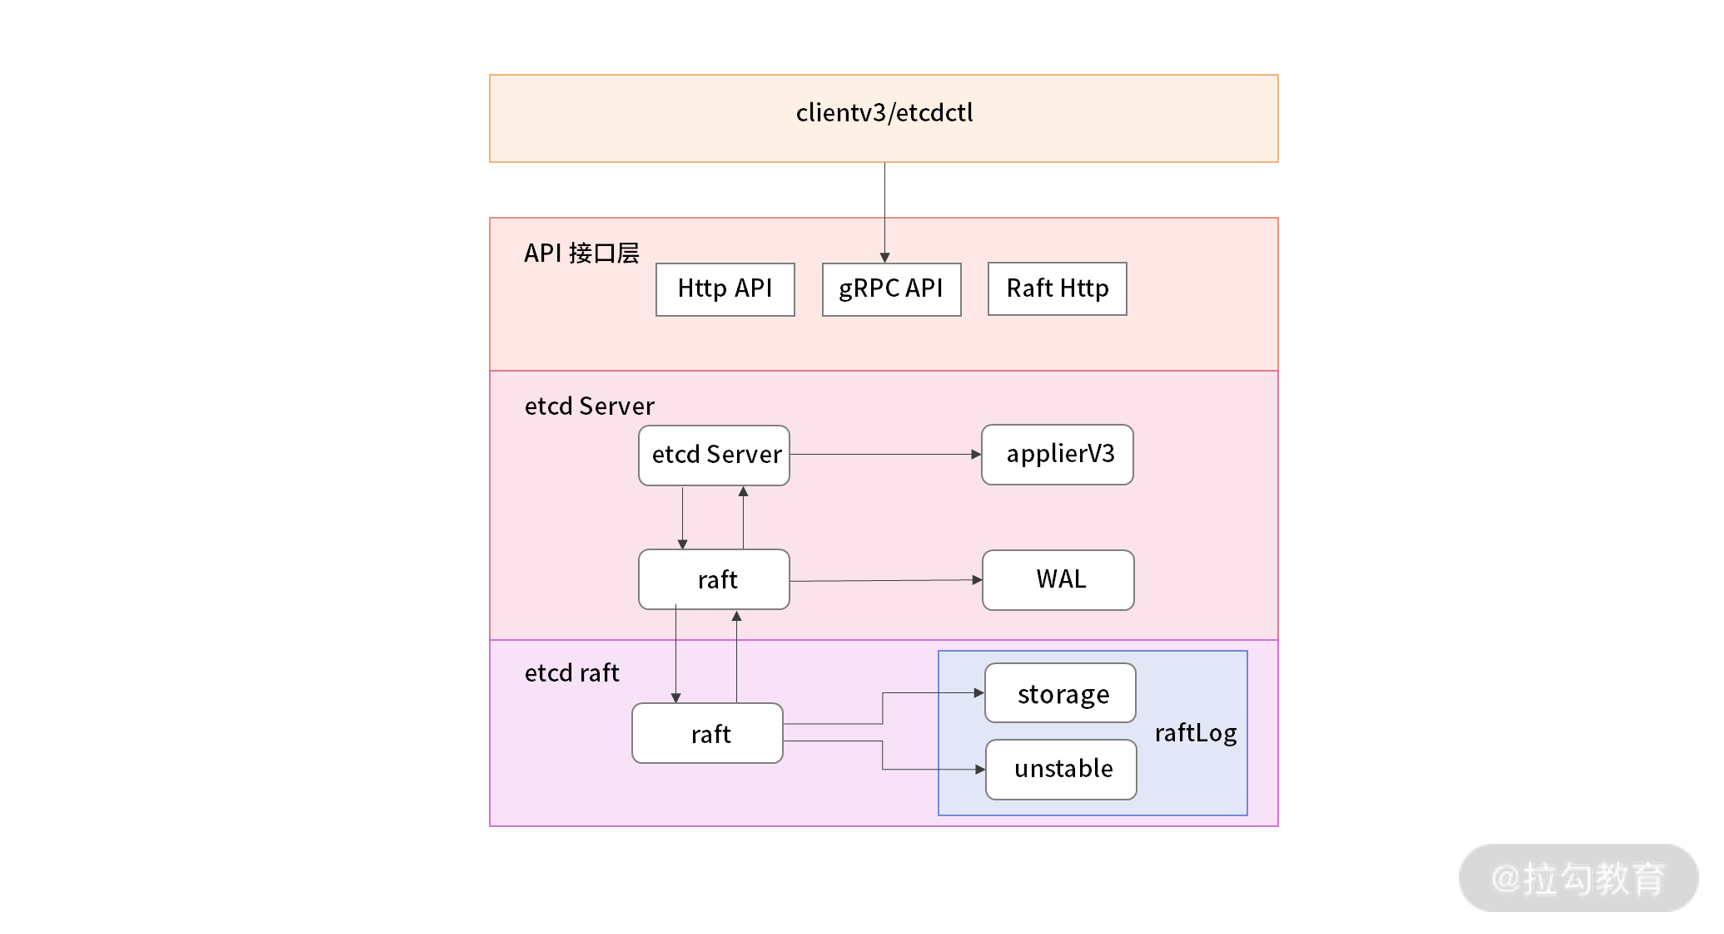 clientv3/etcdctl
API 接口层
Http API
gRPC API
Raft Http
etcd Server
etcd Server
applierV3
raft
WAL
etcd raft
raft
storage
raftLog
unstable
@拉勾教育